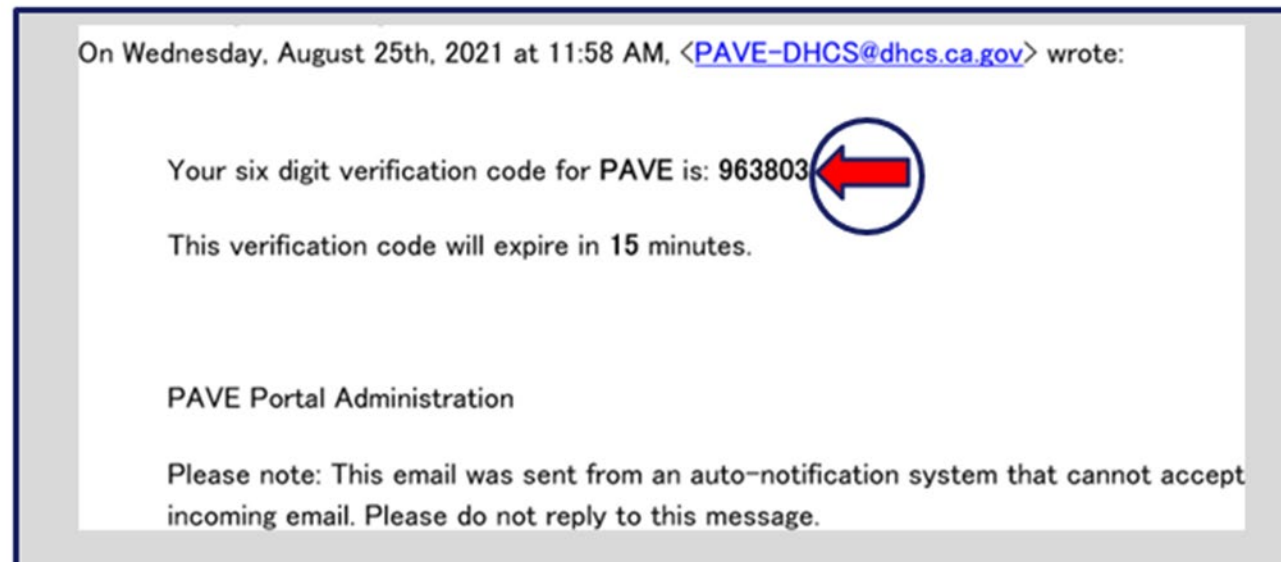 On Wednesday, August 25th, 2021 at 11:58 AM, <PAVE-DHCS@dhcs.ca.gov> wrote:
Your six digit verification code for PAVE is: 963803
This verification code will expire in 15 minutes.
PAVE Portal Administration
Please note: This email was sent from an auto-notification system that cannot accept
incoming email. Please do not reply to this message.